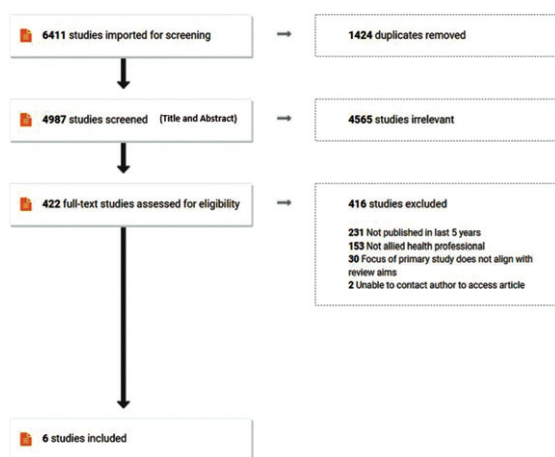 6411 studies imported for screening
1424 duplicates removed
4987 studies screened (Title and Abstract)
4565 studies irrelevant
422 full-text studies assessed for eligibility
416 studies excluded
231 Not published in last 5 years
153 Not allied health professional
30 Focus of primary study does not align with
review aims
2 Unable to contact author to access article
6 studies included